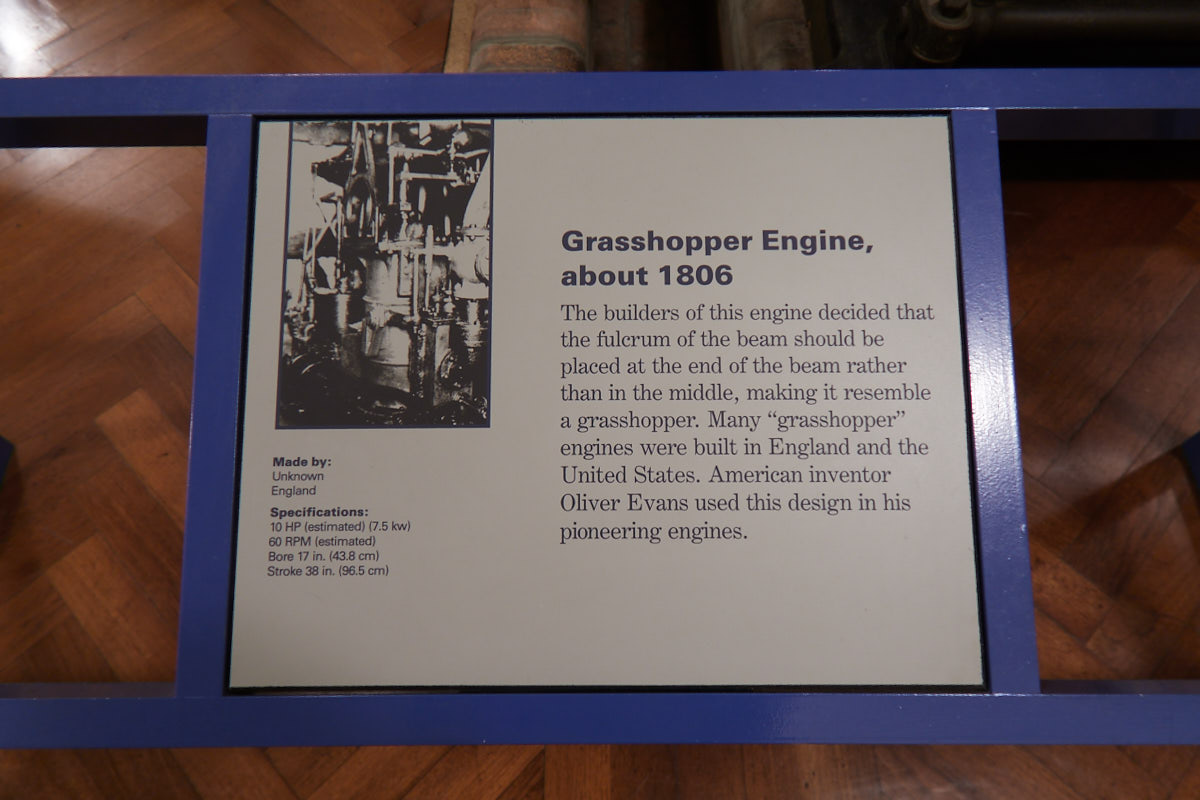 Grasshopper Engine,
about 1806
The builders of this engine decided that
the fulcrum of the beam should be
placed at the end of the beam rather
than in the middle, making it resemble
a grasshopper. Many “grasshopper”
engines were built in England and the
United States. American inventor
Oliver Evans used this design in his
pioneering engines.
Made by:
Unknown
England
Specifications:
10 HP (estimated) (7.5 kw)
60 RPM (estimated)
Bore 17 in. (43.8 cm)
Stroke 38 in. (96.5 cm)